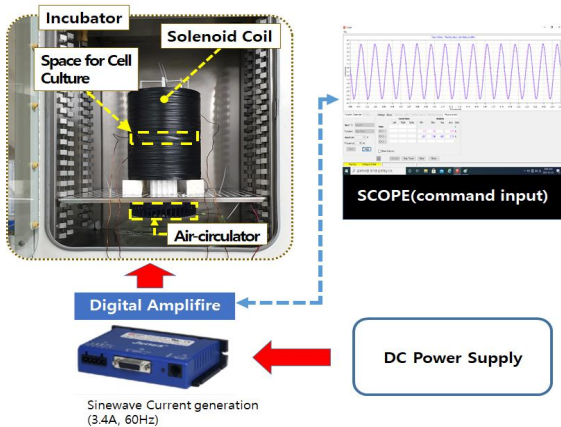 Incubator
Solenoid Coil
Space for Cell
Culture
Air-circulator
SCOPE(command input)
Digital Amplifire
DC Power Supply
Sinewave Current generation
(3.4A, 60Hz)